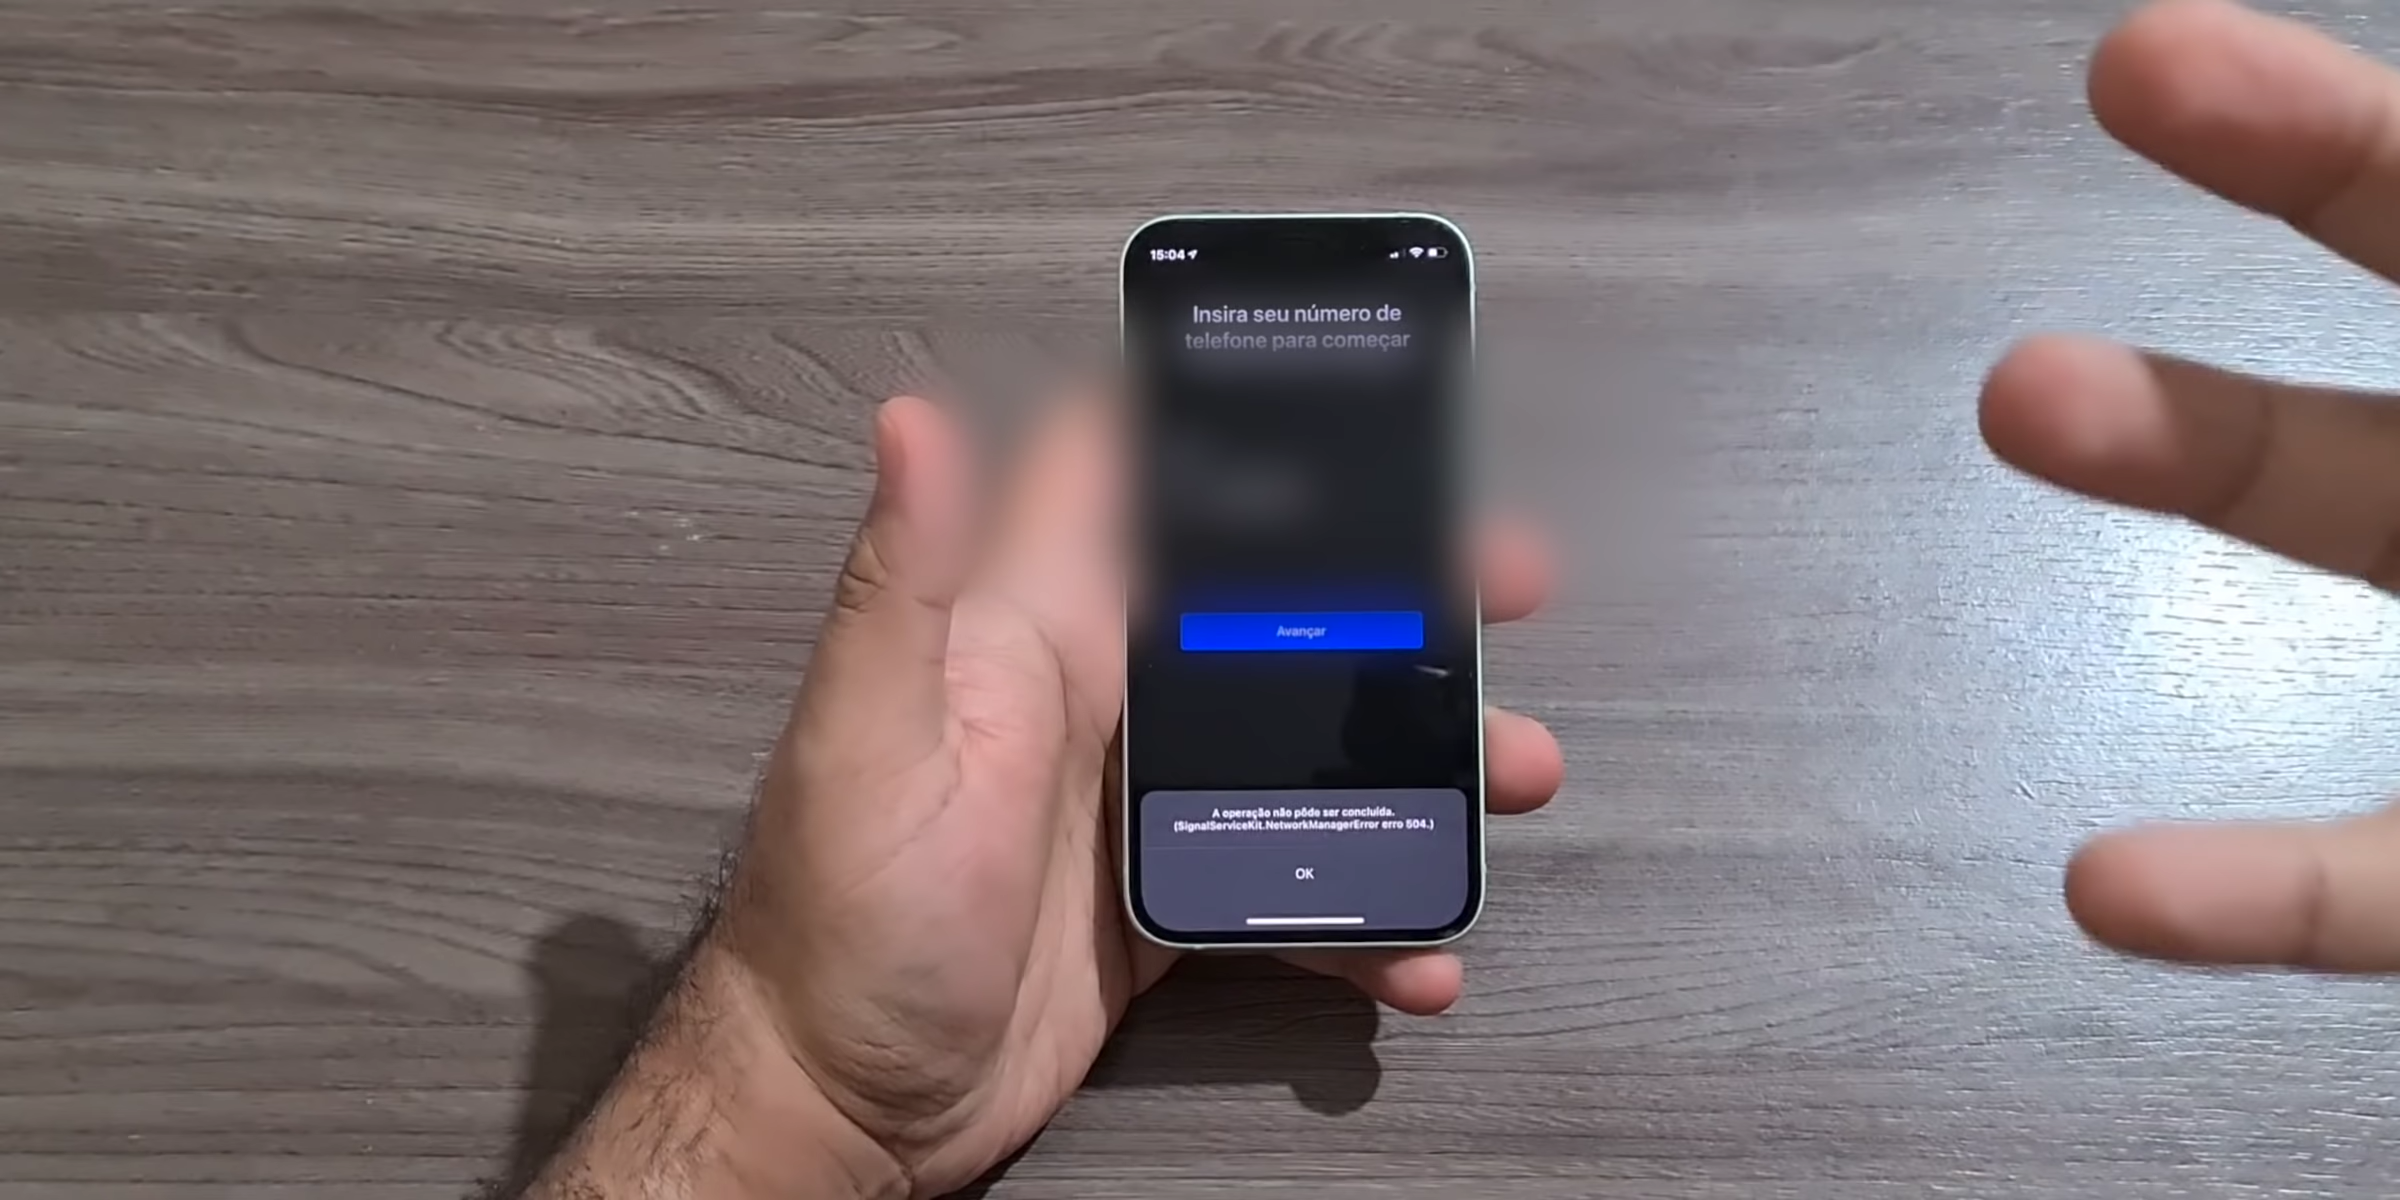 15:04
Insira seu número de
telefone para começar
Avançar
A operação não pôde ser concluída.
(SignalServiceKit.NetworkManagerError erro 504.)
OK